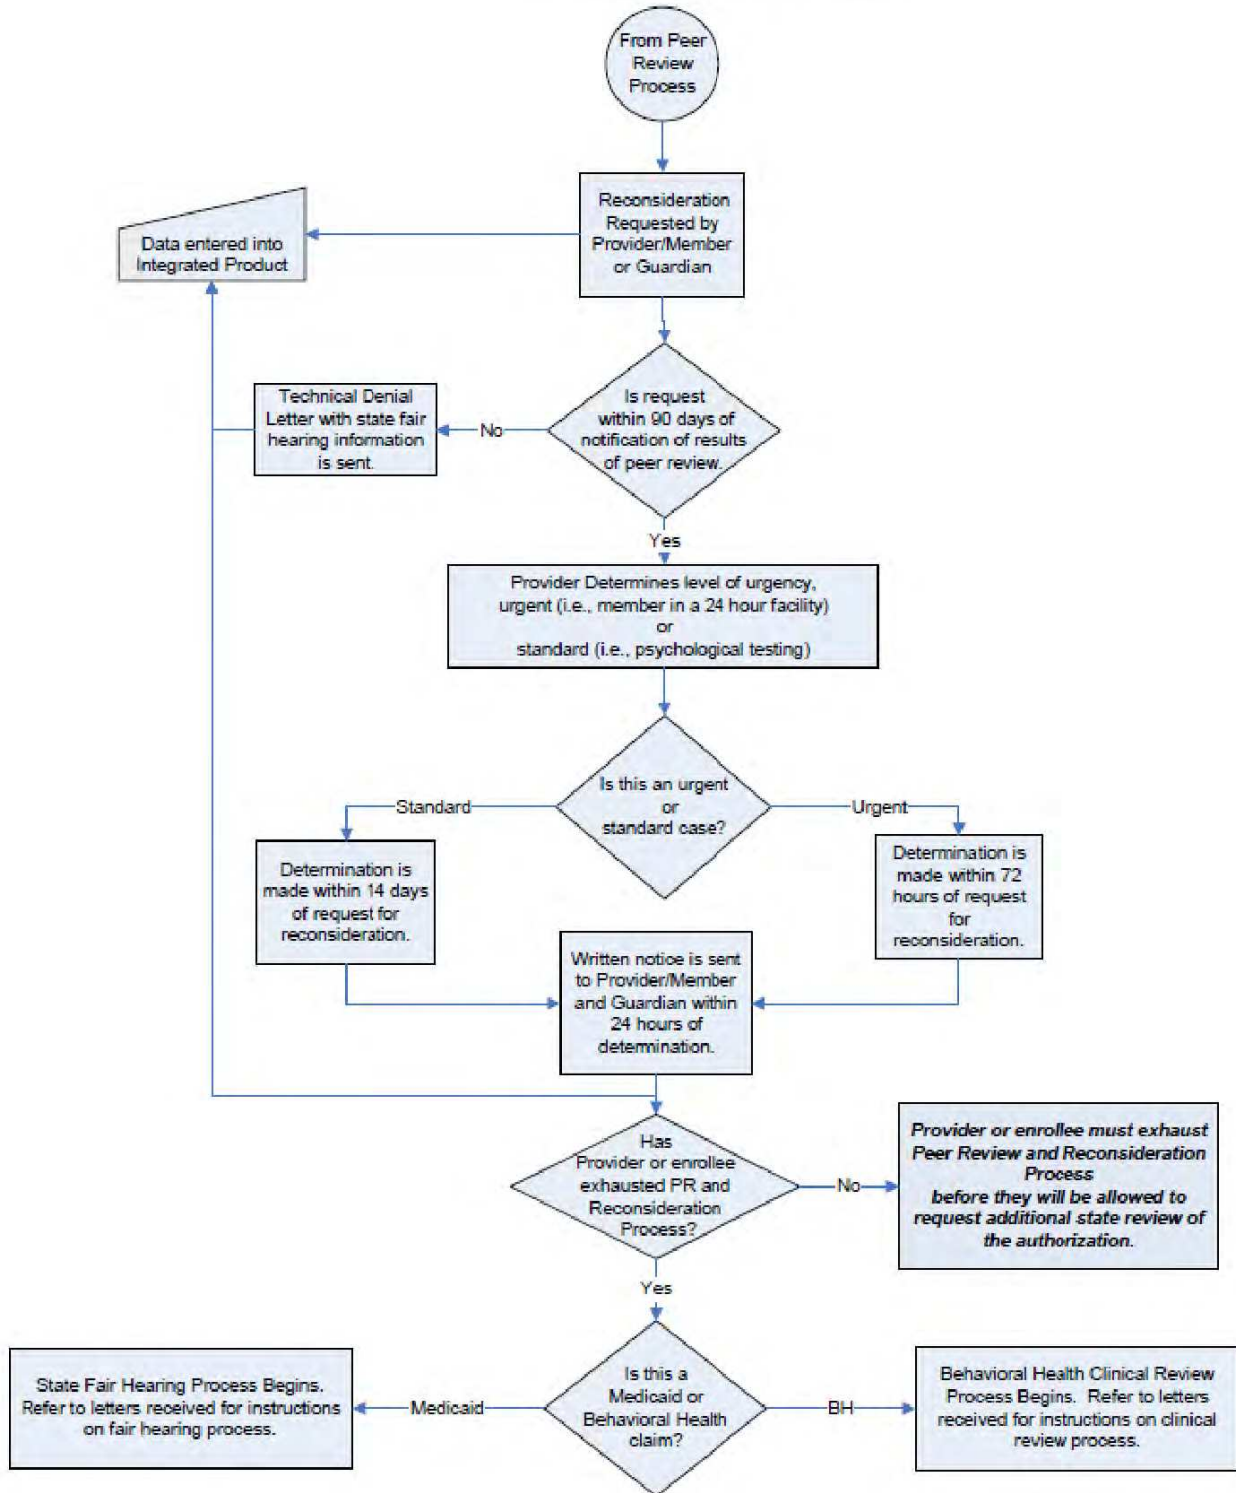 From Peer
Review
Process
Reconsideration
Requested by
Provider/Member
or Guardian
Data entered into
Integrated Product
Is request
within 90 days of
notification of results
of peer review.
No
Technical Denial
Letter with state fair
hearing information
is sent.
Yes
Provider Determines level of urgency,
urgent (i.e., member in a 24 hour facility)
or
standard (i.e., psychological testing)
Is this an urgent
or
standard case?
Standard
Urgent
Determination is
made within 14 days
of request for
reconsideration.
Determination is
made within 72
hours of request
for
reconsideration.
Written notice is sent
to Provider/Member
and Guardian within
24 hours of
determination.
Has
Provider or enrollee
exhausted PR and
Reconsideration
Process?
No
Provider or enrollee must exhaust
Peer Review and Reconsideration
Process
before they will be allowed to
request additional state review of
the authorization.
Yes
Is this a
Medicaid or
Behavioral Health
claim?
Medicaid
BH
State Fair Hearing Process Begins.
Refer to letters received for instructions
on fair hearing process.
Behavioral Health Clinical Review
Process Begins. Refer to letters
received for instructions on clinical
review process.